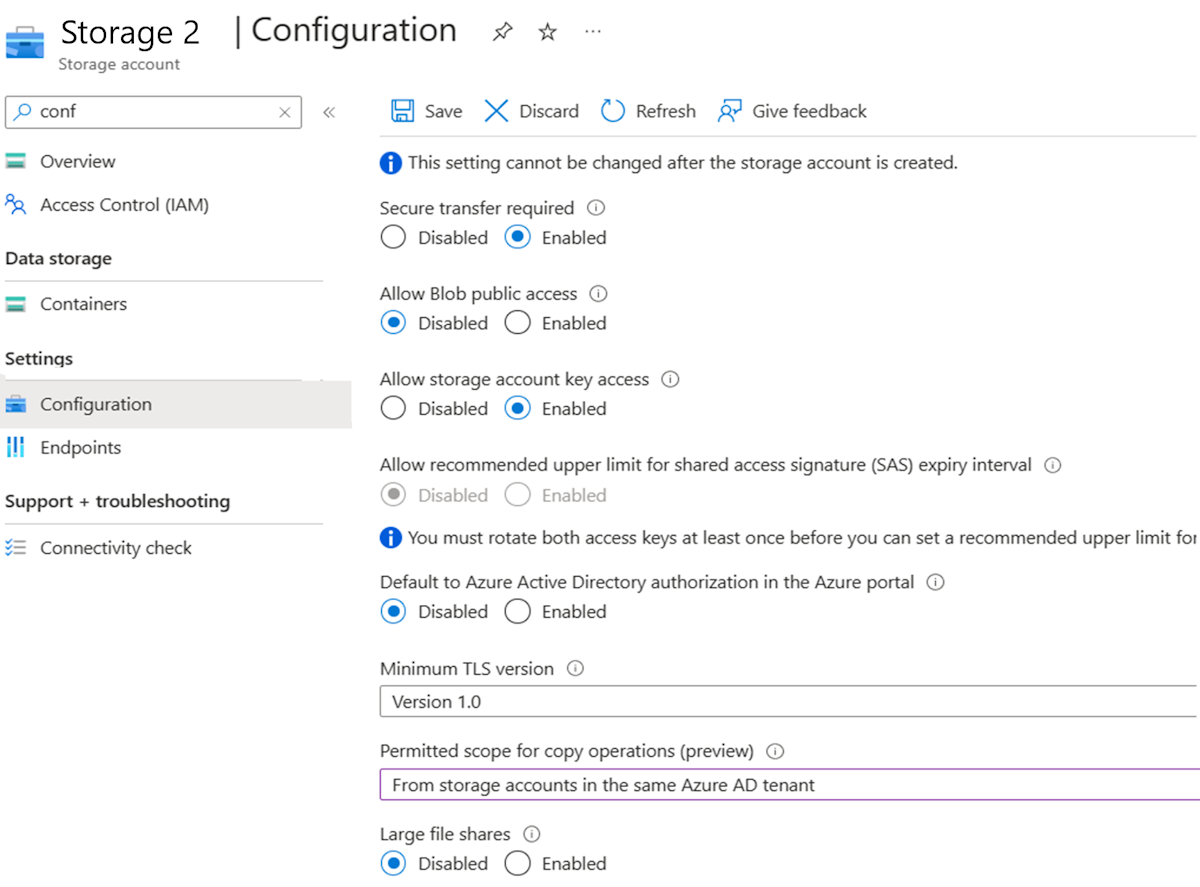 Storage 2 | Configuration
Storage account
conf
Overview
Access Control (IAM)
Data storage
Containers
Settings
Configuration
Endpoints
Support + troubleshooting
Connectivity check
Save Discard Refresh Give feedback
This setting cannot be changed after the storage account is created.
Secure transfer required
Disabled Enabled
Allow Blob public access
Disabled Enabled
Allow storage account key access
Disabled Enabled
Allow recommended upper limit for shared access signature (SAS) expiry interval
Disabled Enabled
You must rotate both access keys at least once before you can set a recommended upper limit for
Default to Azure Active Directory authorization in the Azure portal
Disabled Enabled
Minimum TLS version
Version 1.0
Permitted scope for copy operations (preview)
From storage accounts in the same Azure AD tenant
Large file shares
Disabled Enabled